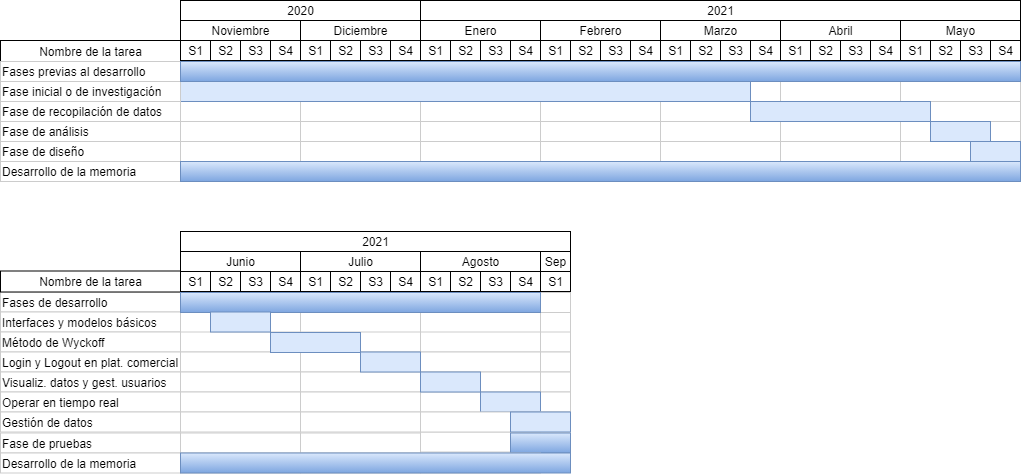 2020 2021
Noviembre Diciembre Enero Febrero Marzo Abril Mayo
Nombre de la tarea S1 S2 S3 S4 S1 S2 S3 S4 S1 S2 S3 S4 S1 S2 S3 S4 S1 S2 S3 S4 S1 S2 S3 S4 S1 S2 S3 S4
Fases previas al desarrollo
Fase inicial o de investigación
Fase de recopilación de datos
Fase de análisis
Fase de diseño
Desarrollo de la memoria
2021
Junio Julio Agosto Sep
Nombre de la tarea S1 S2 S3 S4 S1 S2 S3 S4 S1 S2 S3 S4 S1
Fases de desarrollo
Interfaces y modelos básicos
Método de Wyckoff
Login y Logout en plat. comercial
Visualiz. datos y gest. usuarios
Operar en tiempo real
Gestión de datos
Fase de pruebas
Desarrollo de la memoria